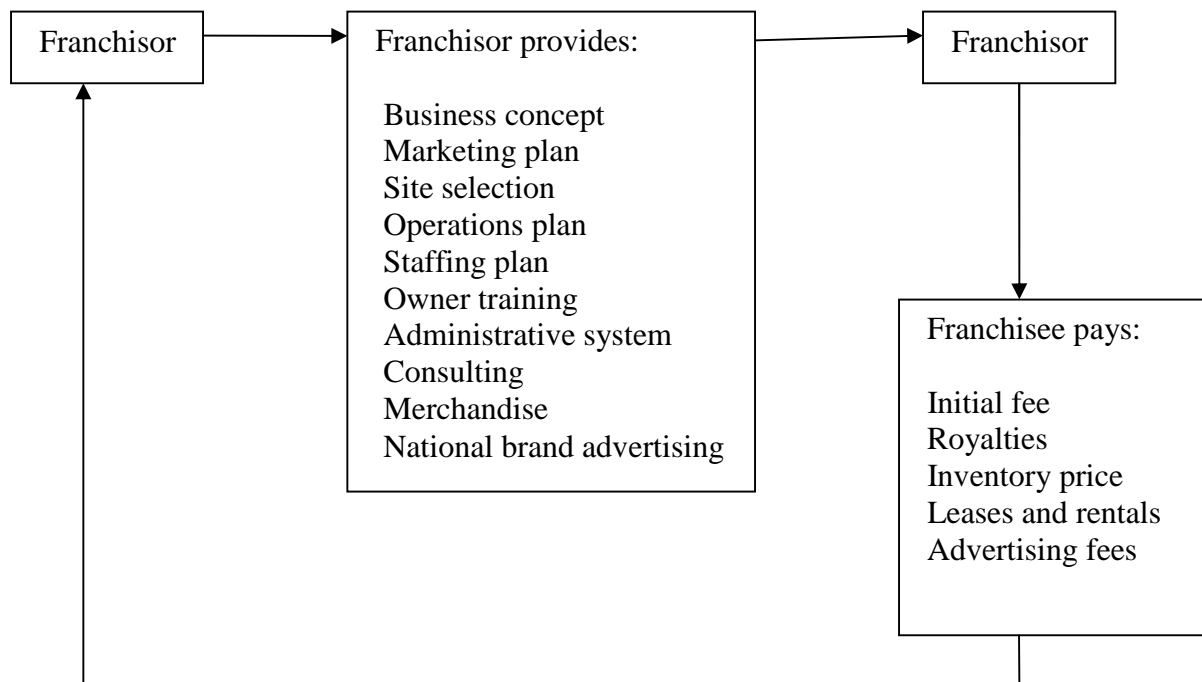 Franchisor
Franchisor provides:
Business concept
Marketing plan
Site selection
Operations plan
Staffing plan
Owner training
Administrative system
Consulting
Merchandise
National brand advertising
Franchisor
Franchisee pays:
Initial fee
Royalties
Inventory price
Leases and rentals
Advertising fees